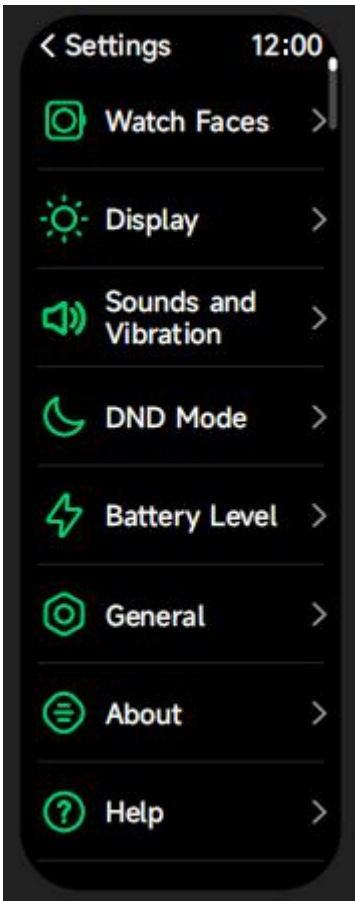 < Settings 12:00
Watch Faces >
Display >
Sounds and
Vibration >
DND Mode >
Battery Level >
General >
About >
Help >